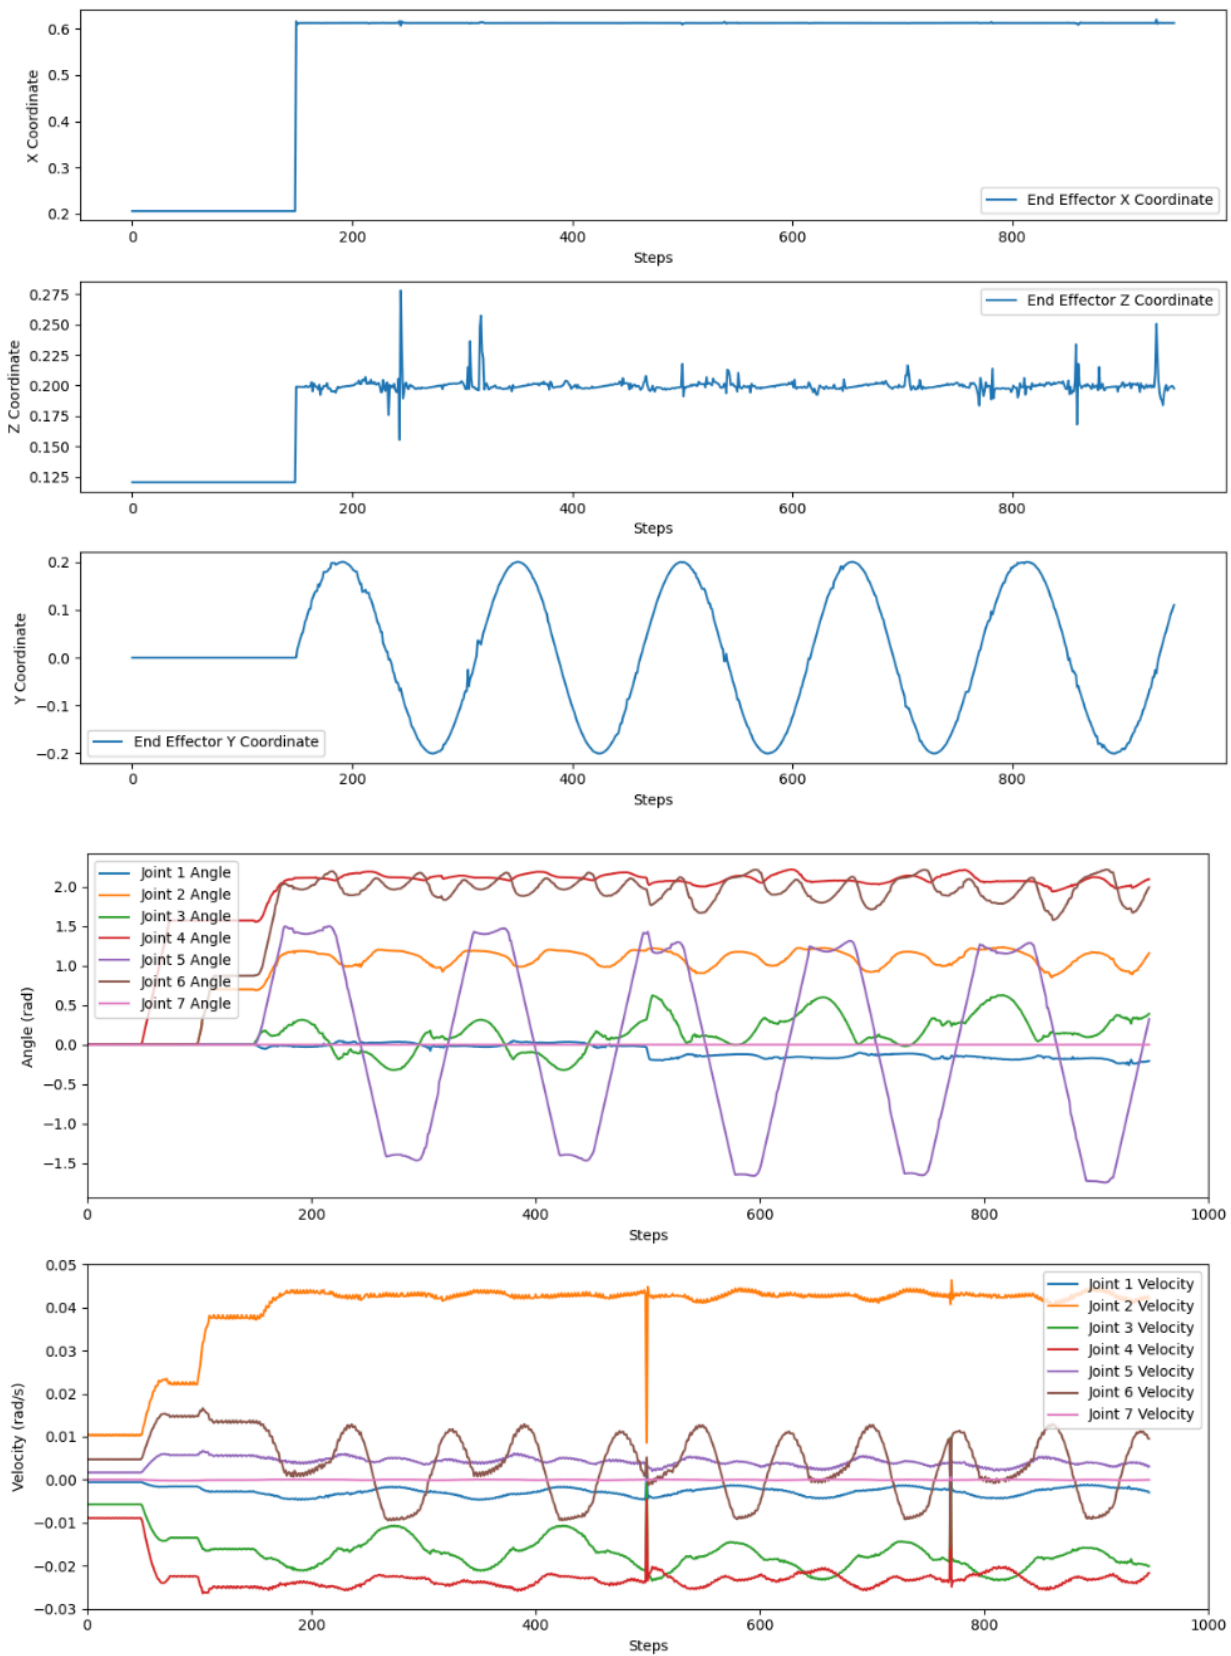 0.6
0.5
0.4
0.3
0.2
X Coordinate
End Effector X Coordinate
0 200 400 600 800
Steps
0.275
0.250
0.225
0.200
0.175
0.150
0.125
Z Coordinate
End Effector Z Coordinate
0 200 400 600 800
Steps
0.2
0.1
0.0
−0.1
−0.2
Y Coordinate
End Effector Y Coordinate
0 200 400 600 800
Steps
2.0
1.5
1.0
0.5
0.0
−0.5
−1.0
−1.5
Angle (rad)
Joint 1 Angle
Joint 2 Angle
Joint 3 Angle
Joint 4 Angle
Joint 5 Angle
Joint 6 Angle
Joint 7 Angle
0 200 400 600 800 1000
Steps
0.05
0.04
0.03
0.02
0.01
0.00
−0.01
−0.02
−0.03
Velocity (rad/s)
Joint 1 Velocity
Joint 2 Velocity
Joint 3 Velocity
Joint 4 Velocity
Joint 5 Velocity
Joint 6 Velocity
Joint 7 Velocity
0 200 400 600 800 1000
Steps